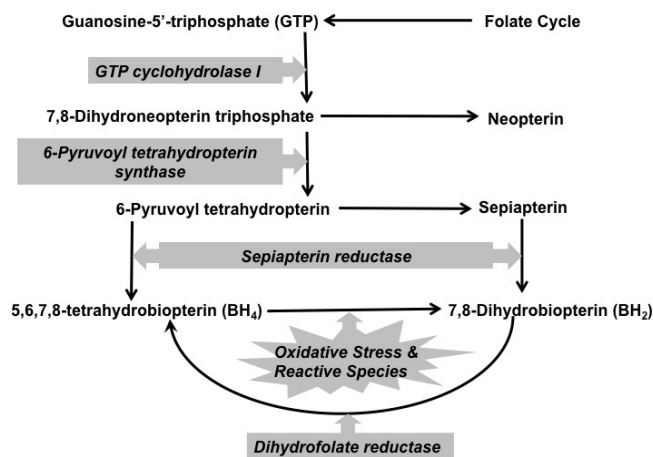 Guanosine-5'-triphosphate (GTP)
Folate Cycle
GTP cyclohydrolase I
7,8-Dihydroneopterin triphosphate
Neopterin
6-Pyruvoyl tetrahydropterin
synthase
6-Pyruvoyl tetrahydropterin
Sepiapterin
Sepiapterin reductase
5,6,7,8-tetrahydrobiopterin (BH₄)
7,8-Dihydrobiopterin (BH₂)
Oxidative Stress &
Reactive Species
Dihydrofolate reductase